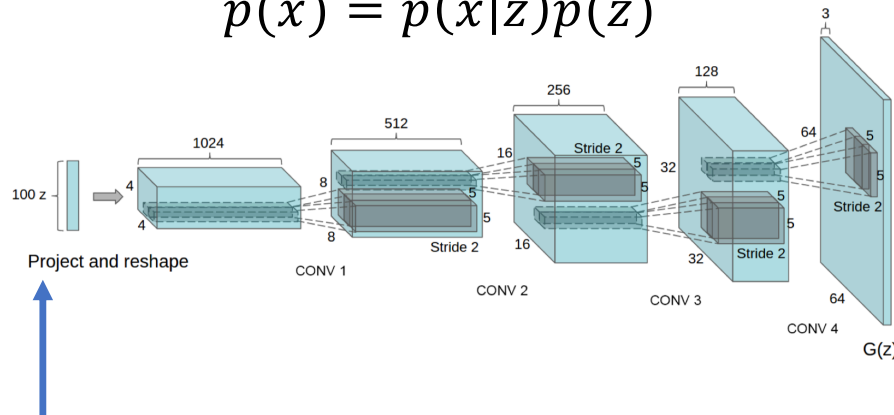 p(x) = p(x|z)p(z)
3
128
256
512
1024
100 z
4
4
8
8
5
5
Stride 2
16
16
Stride 2
5
5
32
32
5
5
Stride 2
64
64
5
5
Stride 2
Project and reshape
CONV 1
CONV 2
CONV 3
CONV 4
G(z)